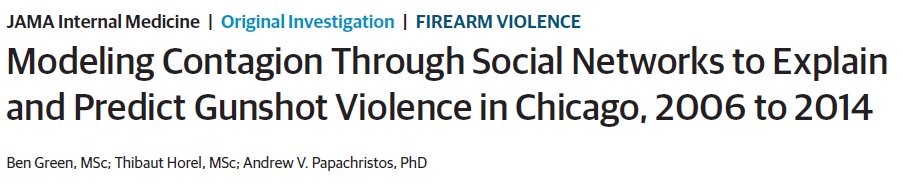 JAMA Internal Medicine | Original Investigation | FIREARM VIOLENCE
Modeling Contagion Through Social Networks to Explain
and Predict Gunshot Violence in Chicago, 2006 to 2014
Ben Green, MSc; Thibaut Horel, MSc; Andrew V. Papachristos, PhD